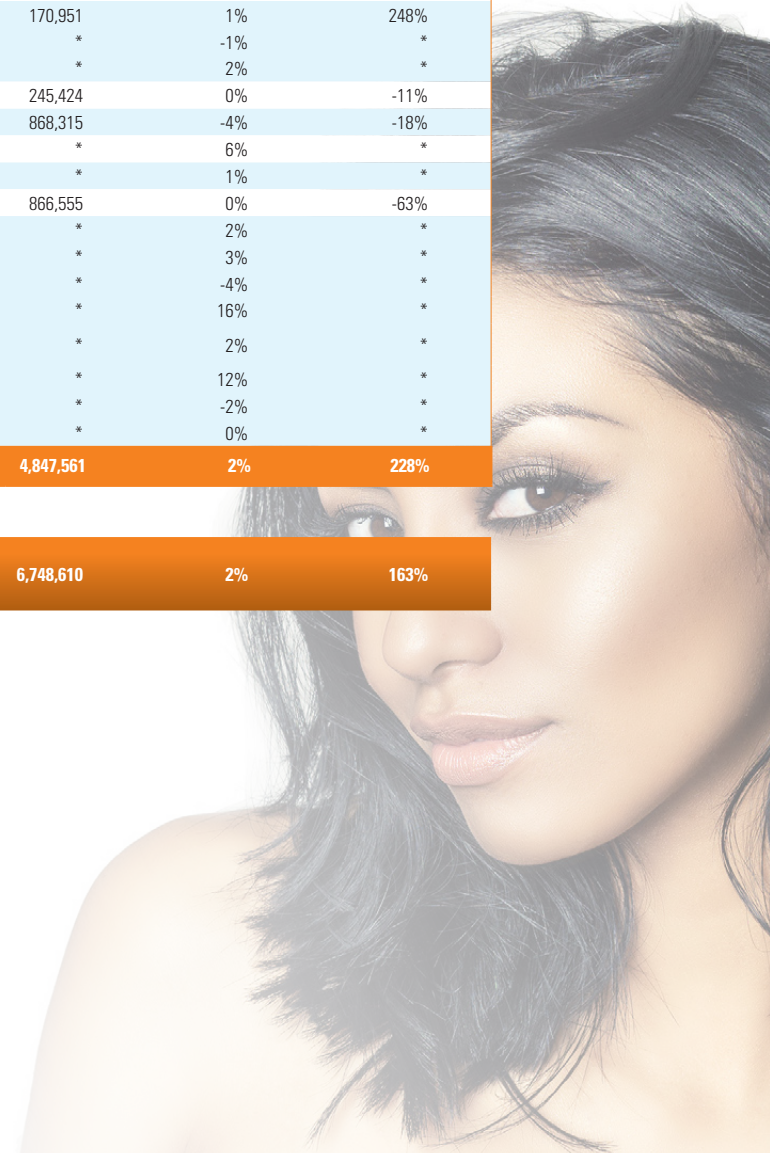 170,951 1% 248%
* -1% *
* 2% *
245,424 0% -11%
868,315 -4% -18%
* 6% *
* 1% *
866,555 0% -63%
* 2% *
* 3% *
* -4% *
* 16% *
* 2% *
* 12% *
* -2% *
* 0% *
4,847,561 2% 228%
6,748,610 2% 163%